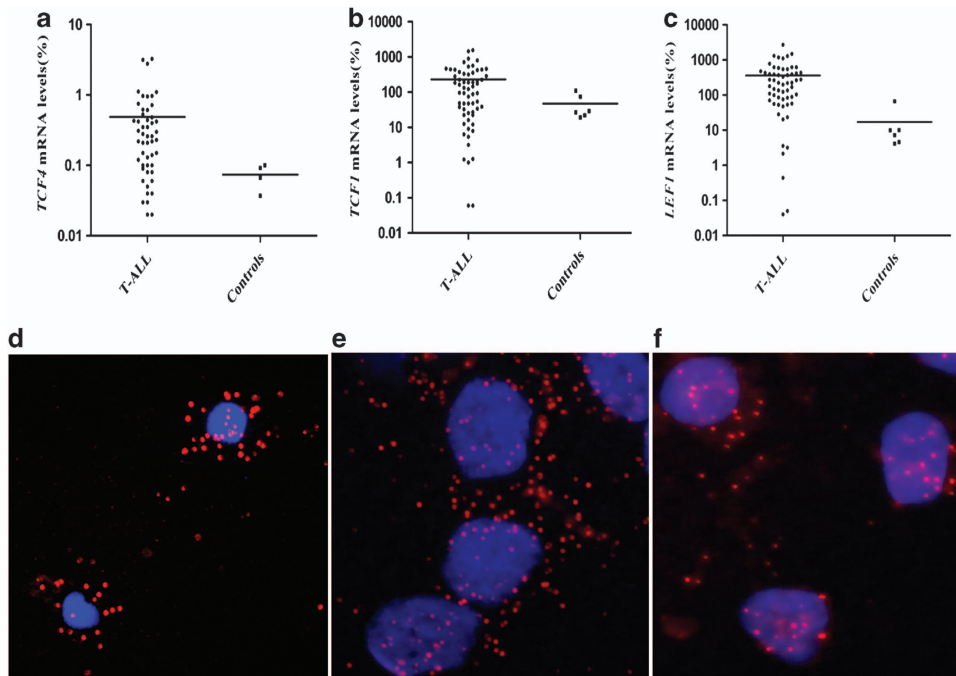 a
TCF4 mRNA levels(%)
10
1
0.1
0.01
T-ALL
Controls
b
TCF1 mRNA levels(%)
10000
1000
100
10
1
0.1
0.01
T-ALL
Controls
c
LEF1 mRNA levels(%)
10000
1000
100
10
1
0.1
0.01
T-ALL
Controls
d
e
f